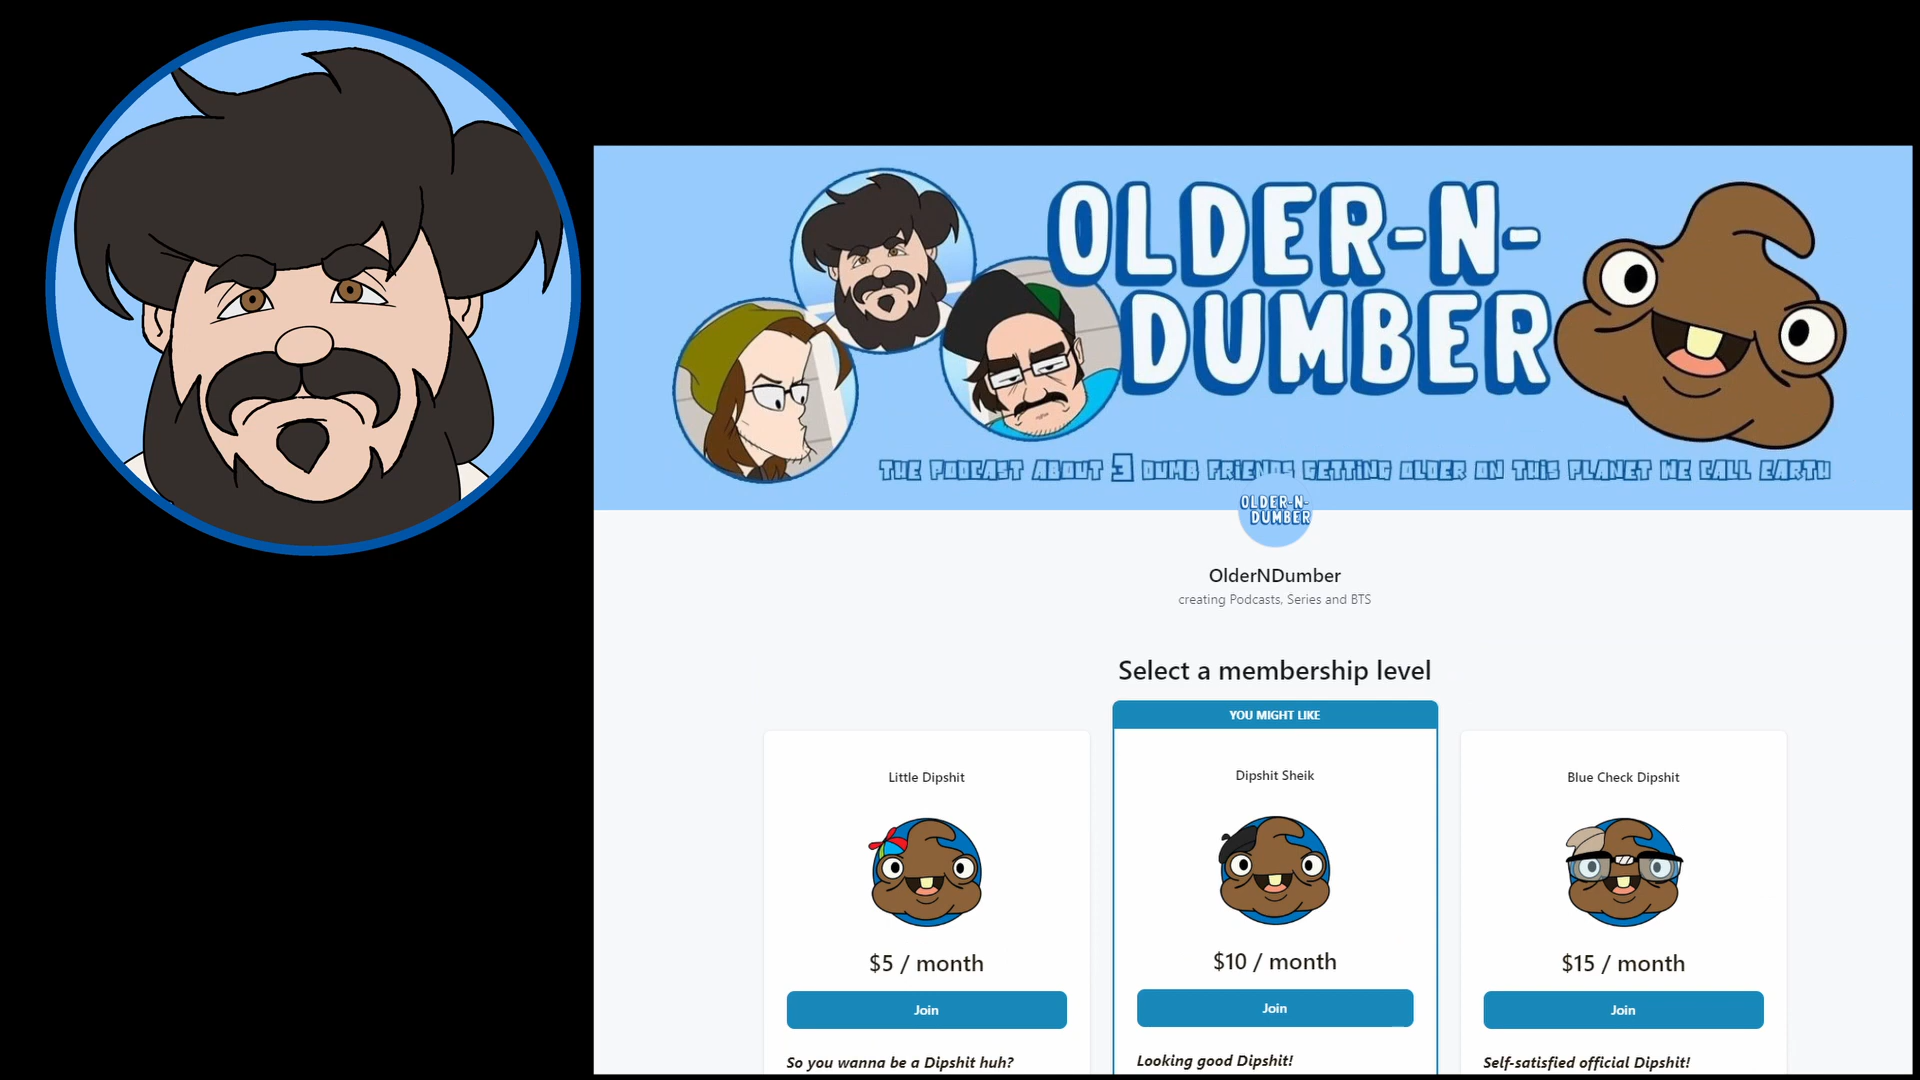 OLDER-N-
DUMBER
THE PODCAST ABOUT 3 DUMB FRIENDS GETTING OLDER ON THIS PLANET WE CALL EARTH
OLDER-N-
DUMBER
OlderNDumber
creating Podcasts, Series and BTS
Select a membership level
YOU MIGHT LIKE
Little Dipshit
Dipshit Sheik
Blue Check Dipshit
$5 / month
$10 / month
$15 / month
Join
Join
Join
So you wanna be a Dipshit huh?
Looking good Dipshit!
Self-satisfied official Dipshit!